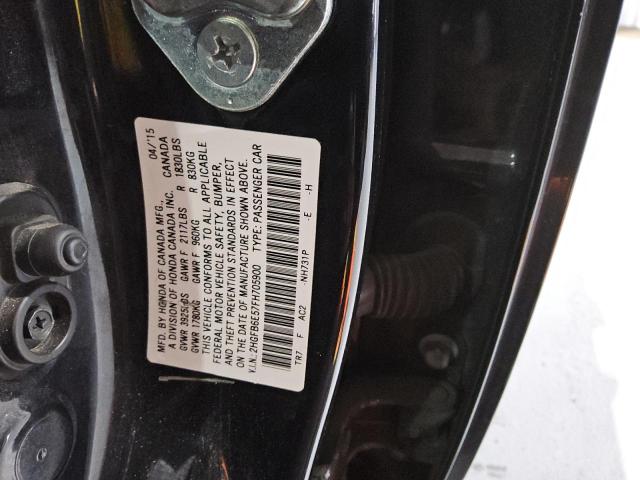 MFD. BY HONDA OF CANADA MFG., 04/'15
A DIVISION OF HONDA CANADA INC. CANADA
GVWR 3925LBS GAWR F 2117LBS R 1830LBS
GVWR 1780KG GAWR F 960KG R 830KG
THIS VEHICLE CONFORMS TO ALL APPLICABLE
FEDERAL MOTOR VEHICLE SAFETY, BUMPER,
AND THEFT PREVENTION STANDARDS IN EFFECT
ON THE DATE OF MANUFACTURE SHOWN ABOVE.
V.I.N.:2HGFB6E57FH705900 TYPE: PASSENGER CAR
TR7 F AC2 -NH731P -E -H